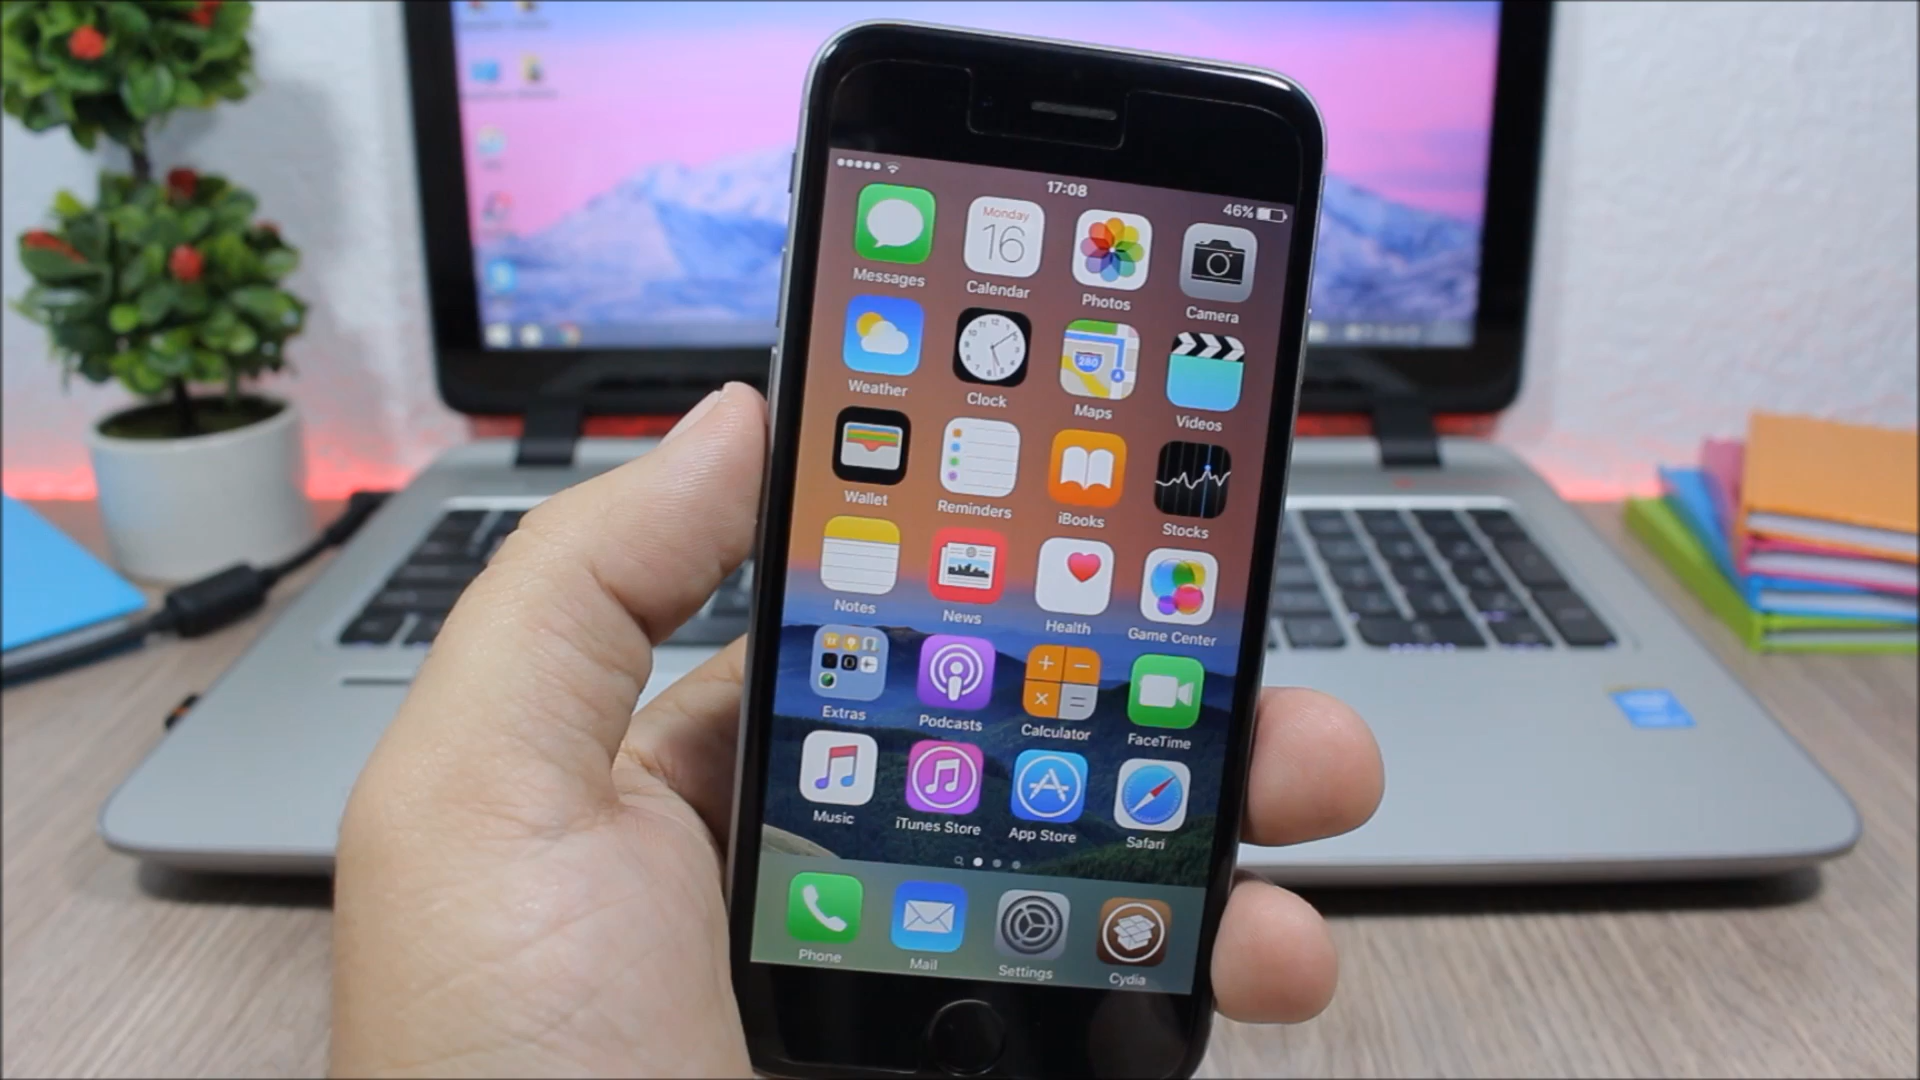 17:08
46%
Monday
16
Messages
Calendar
Photos
Camera
280
Weather
Clock
Maps
Videos
Wallet
Reminders
iBooks
Stocks
Notes
News
Health
Game Center
Extras
Podcasts
Calculator
FaceTime
Music
iTunes Store
App Store
Safari
Phone
Mail
Settings
Cydia